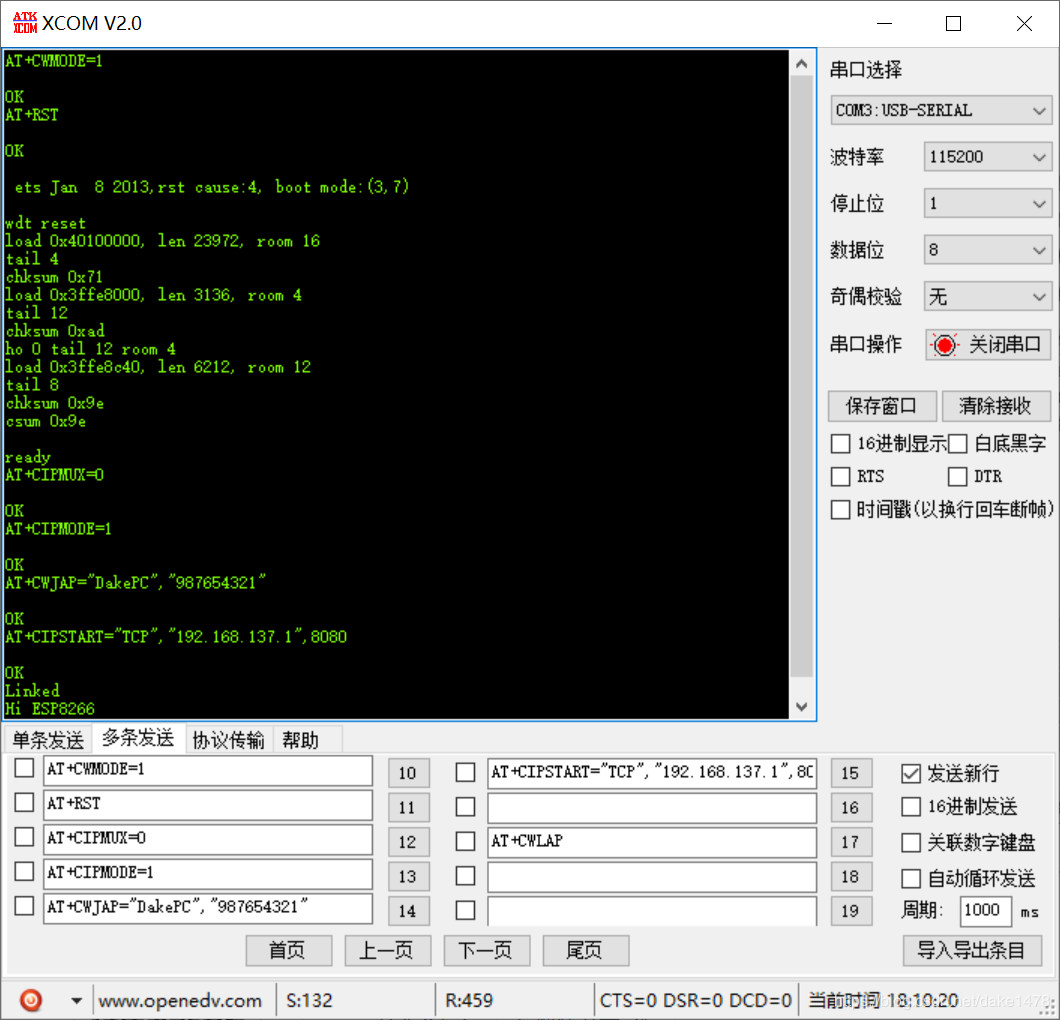 ATK XCOM XCOM V2.0
AT+CWMODE=1
OK
AT+RST
OK
ets Jan  8 2013,rst cause:4, boot mode:(3,7)
wdt reset
load 0x40100000, len 23972, room 16
tail 4
chksum 0x71
load 0x3ffe8000, len 3136, room 4
tail 12
chksum 0xad
ho 0 tail 12 room 4
load 0x3ffe8c40, len 6212, room 12
tail 8
chksum 0x9e
csum 0x9e
ready
AT+CIPMUX=0
OK
AT+CIPMODE=1
OK
AT+CWJAP="DakePC","987654321"
OK
AT+CIPSTART="TCP","192.168.137.1",8080
OK
Linked
Hi ESP8266
串口选择
COM3:USB-SERIAL
波特率 115200
停止位 1
数据位 8
奇偶校验 无
串口操作 关闭串口
保存窗口 清除接收
16进制显示 白底黑字
RTS DTR
时间戳(以换行回车断帧)
单条发送 多条发送 协议传输 帮助
AT+CWMODE=1 10 AT+CIPSTART="TCP","192.168.137.1",80 15 发送新行
AT+RST 11 16 16进制发送
AT+CIPMUX=0 12 AT+CWLAP 17 关联数字键盘
AT+CIPMODE=1 13 18 自动循环发送
AT+CWJAP="DakePC","987654321" 14 19 周期: 1000 ms
首页 上一页 下一页 尾页 导入导出条目
www.openedv.com S:132 R:459 CTS=0 DSR=0 DCD=0 当前时间 18:10:20